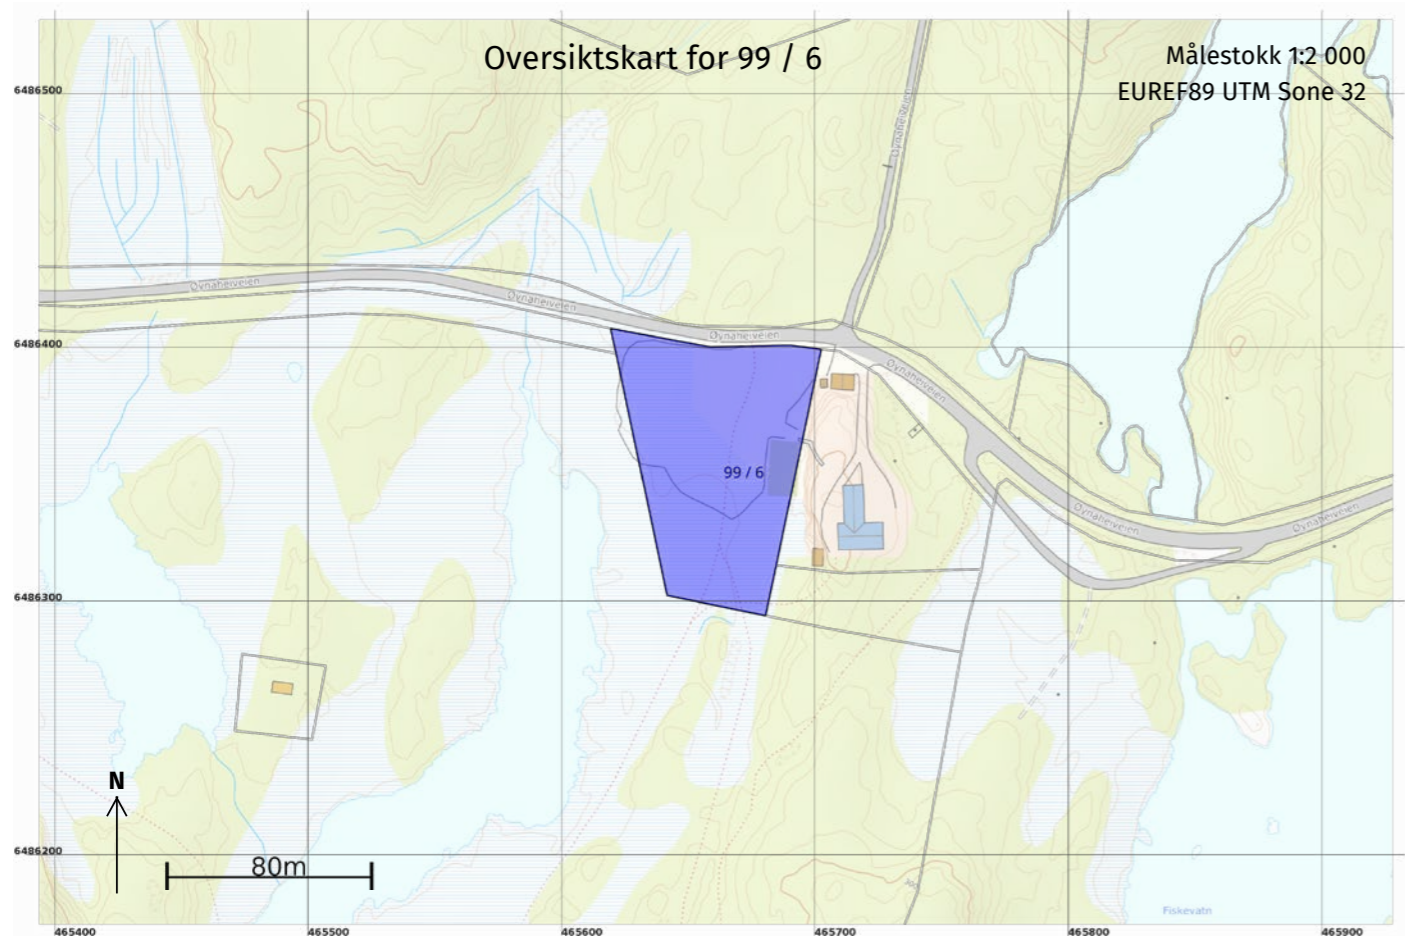 Oversiktskart for 99 / 6
Målestokk 1:2 000
EUREF89 UTM Sone 32
6486500
Øynaheiveien
Øynaheiveien
Øynaheiveien
Øynaheiveien
6486400
Øynaheiveien
99 / 6
Øynaheiveien
Øynaheiveien
6486300
N
6486200
80m
300
Fiskevatn
465400
465500
465600
465700
465800
465900